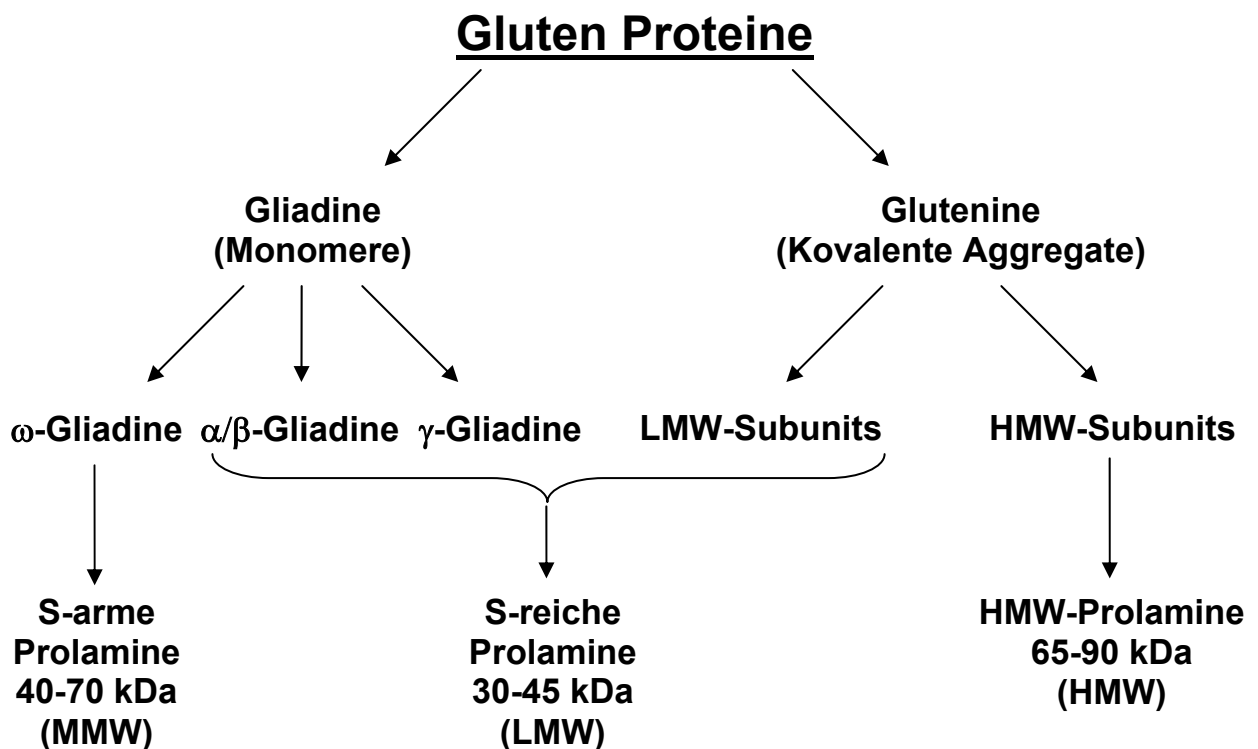 Gluten Proteine
Gliadine
(Monomere)
Glutenine
(Kovalente Aggregate)
ω-Gliadine
α/β-Gliadine
γ-Gliadine
LMW-Subunits
HMW-Subunits
S-arme
Prolamine
40-70 kDa
(MMW)
S-reiche
Prolamine
30-45 kDa
(LMW)
HMW-Prolamine
65-90 kDa
(HMW)